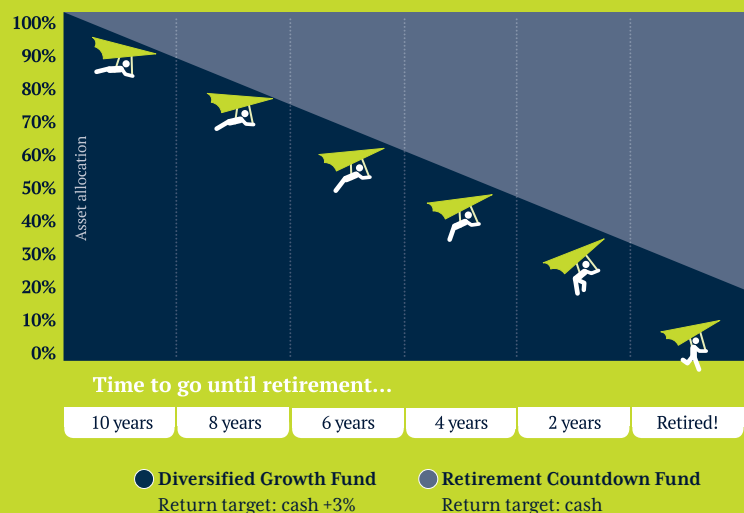 100%
90%
80%
70%
60%
50%
40%
30%
20%
10%
0%
Asset allocation
Time to go until retirement...
10 years
8 years
6 years
4 years
2 years
Retired!
Diversified Growth Fund
Return target: cash +3%
Retirement Countdown Fund
Return target: cash